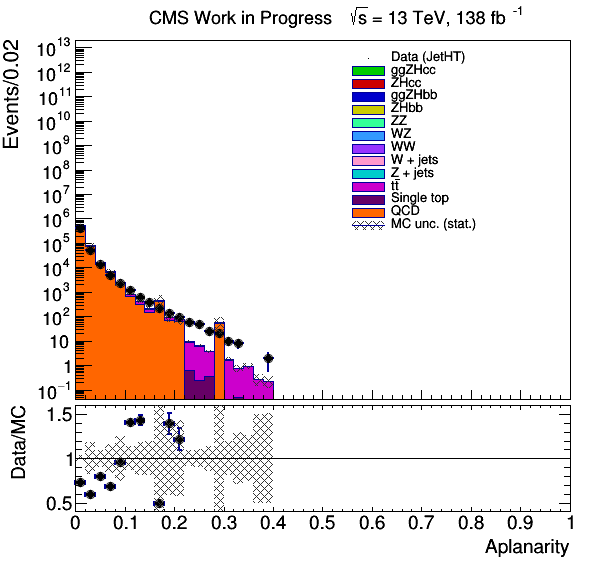 CMS Work in Progress √s = 13 TeV, 138 fb⁻¹
Events/0.02
10¹³
10¹²
10¹¹
10¹⁰
10⁹
10⁸
10⁷
10⁶
10⁵
10⁴
10³
10²
10
1
10⁻¹
Data (JetHT)
ggZHcc
ZHcc
ggZHbb
ZHbb
ZZ
WZ
WW
W + jets
Z + jets
tt̄
Single top
QCD
MC unc. (stat.)
Data/MC
1.5
1
0.5
0 0.1 0.2 0.3 0.4 0.5 0.6 0.7 0.8 0.9 1
Aplanarity